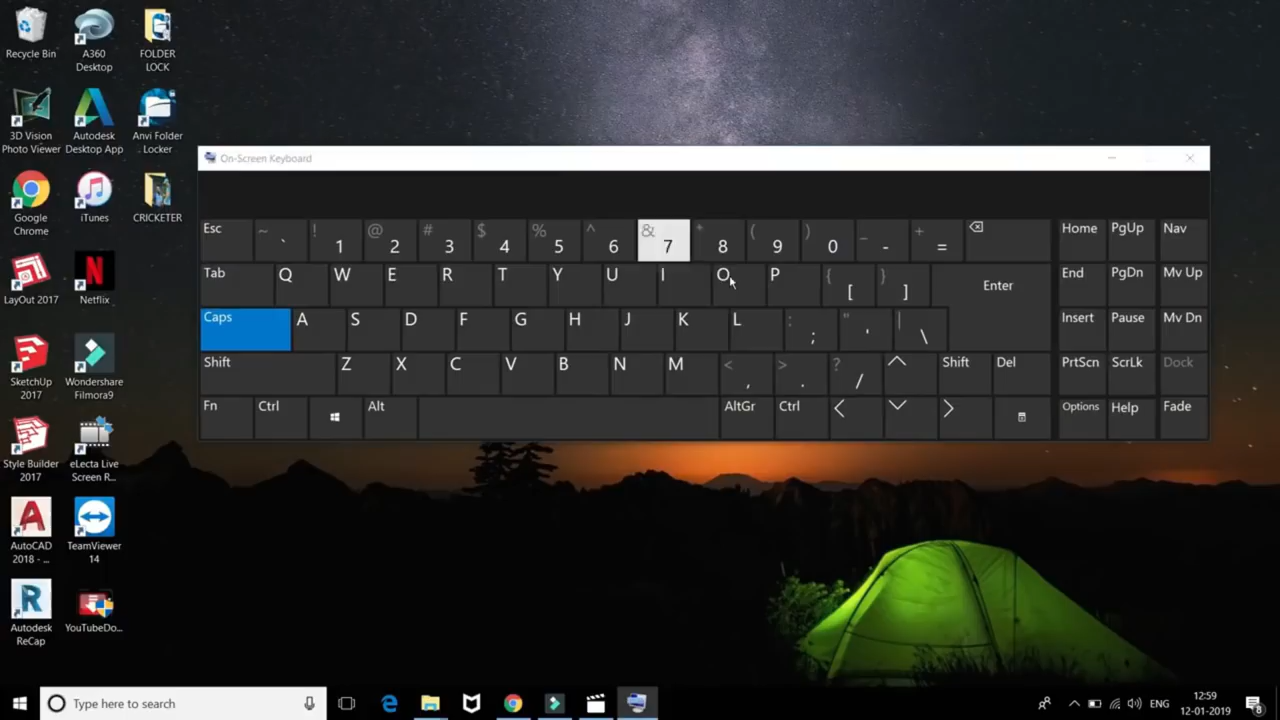 Recycle Bin
A360
Desktop
FOLDER
LOCK
3D Vision
Photo Viewer
Autodesk
Desktop App
Anvi Folder
Locker
Google
Chrome
iTunes
CRICKETER
LayOut 2017
Netflix
SketchUp
2017
Wondershare
Filmora9
Style Builder
2017
eLecta Live
Screen R...
AutoCAD
2018 - ...
TeamViewer
14
Autodesk
ReCap
YouTubeDo...
On-Screen Keyboard
Esc ~ ` ! 1 @ 2 # 3 $ 4 % 5 ^ 6 & 7 * 8 ( 9 ) 0 _ - + = Home PgUp Nav
Tab Q W E R T Y U I O P { [ } ] Enter End PgDn Mv Up
Caps A S D F G H J K L : ; " ' | \ Insert Pause Mv Dn
Shift Z X C V B N M < , > . ? / Shift Del PrtScn ScrLk Dock
Fn Ctrl Alt AltGr Ctrl Options Help Fade
Type here to search
ENG
12:59
12-01-2019
8